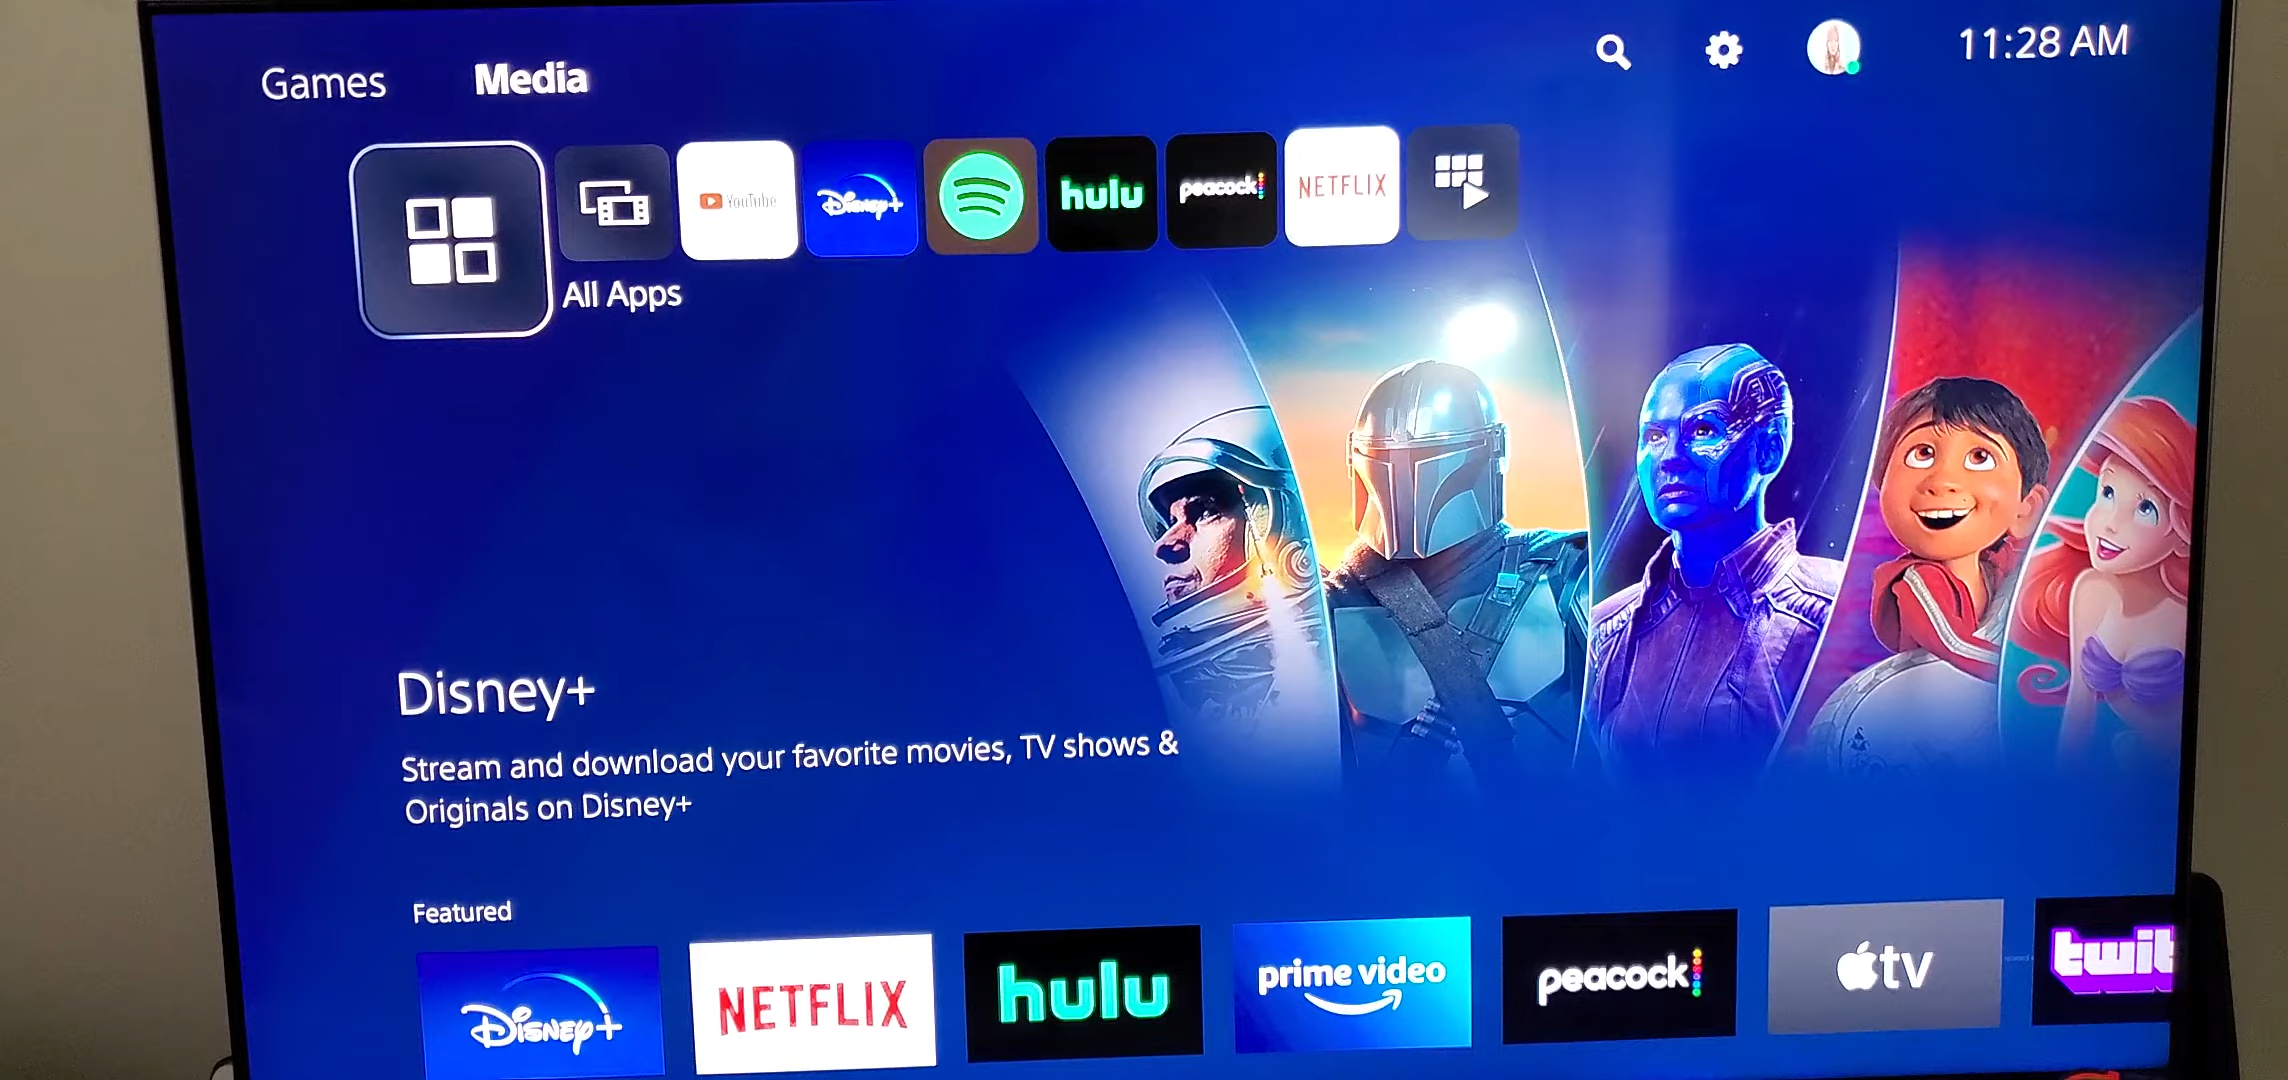 Games
Media
11:28 AM
YouTube
Disney+
hulu
peacock
NETFLIX
All Apps
Disney+
Stream and download your favorite movies, TV shows &
Originals on Disney+
Featured
Disney+
NETFLIX
hulu
prime video
peacock
tv
twit